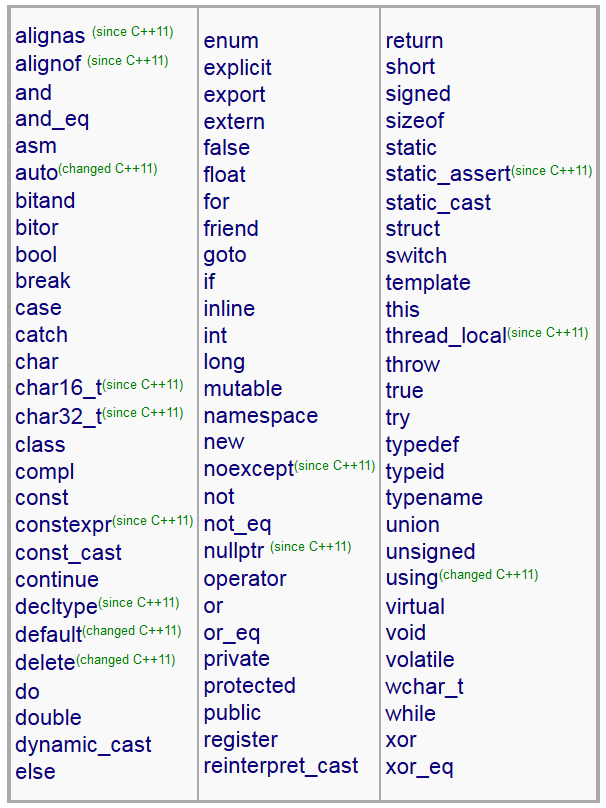 alignas (since C++11)
alignof (since C++11)
and
and_eq
asm
auto(changed C++11)
bitand
bitor
bool
break
case
catch
char
char16_t(since C++11)
char32_t(since C++11)
class
compl
const
constexpr(since C++11)
const_cast
continue
decltype(since C++11)
default(changed C++11)
delete(changed C++11)
do
double
dynamic_cast
else
enum
explicit
export
extern
false
float
for
friend
goto
if
inline
int
long
mutable
namespace
new
noexcept(since C++11)
not
not_eq
nullptr (since C++11)
operator
or
or_eq
private
protected
public
register
reinterpret_cast
return
short
signed
sizeof
static
static_assert(since C++11)
static_cast
struct
switch
template
this
thread_local(since C++11)
throw
true
try
typedef
typeid
typename
union
unsigned
using(changed C++11)
virtual
void
volatile
wchar_t
while
xor
xor_eq